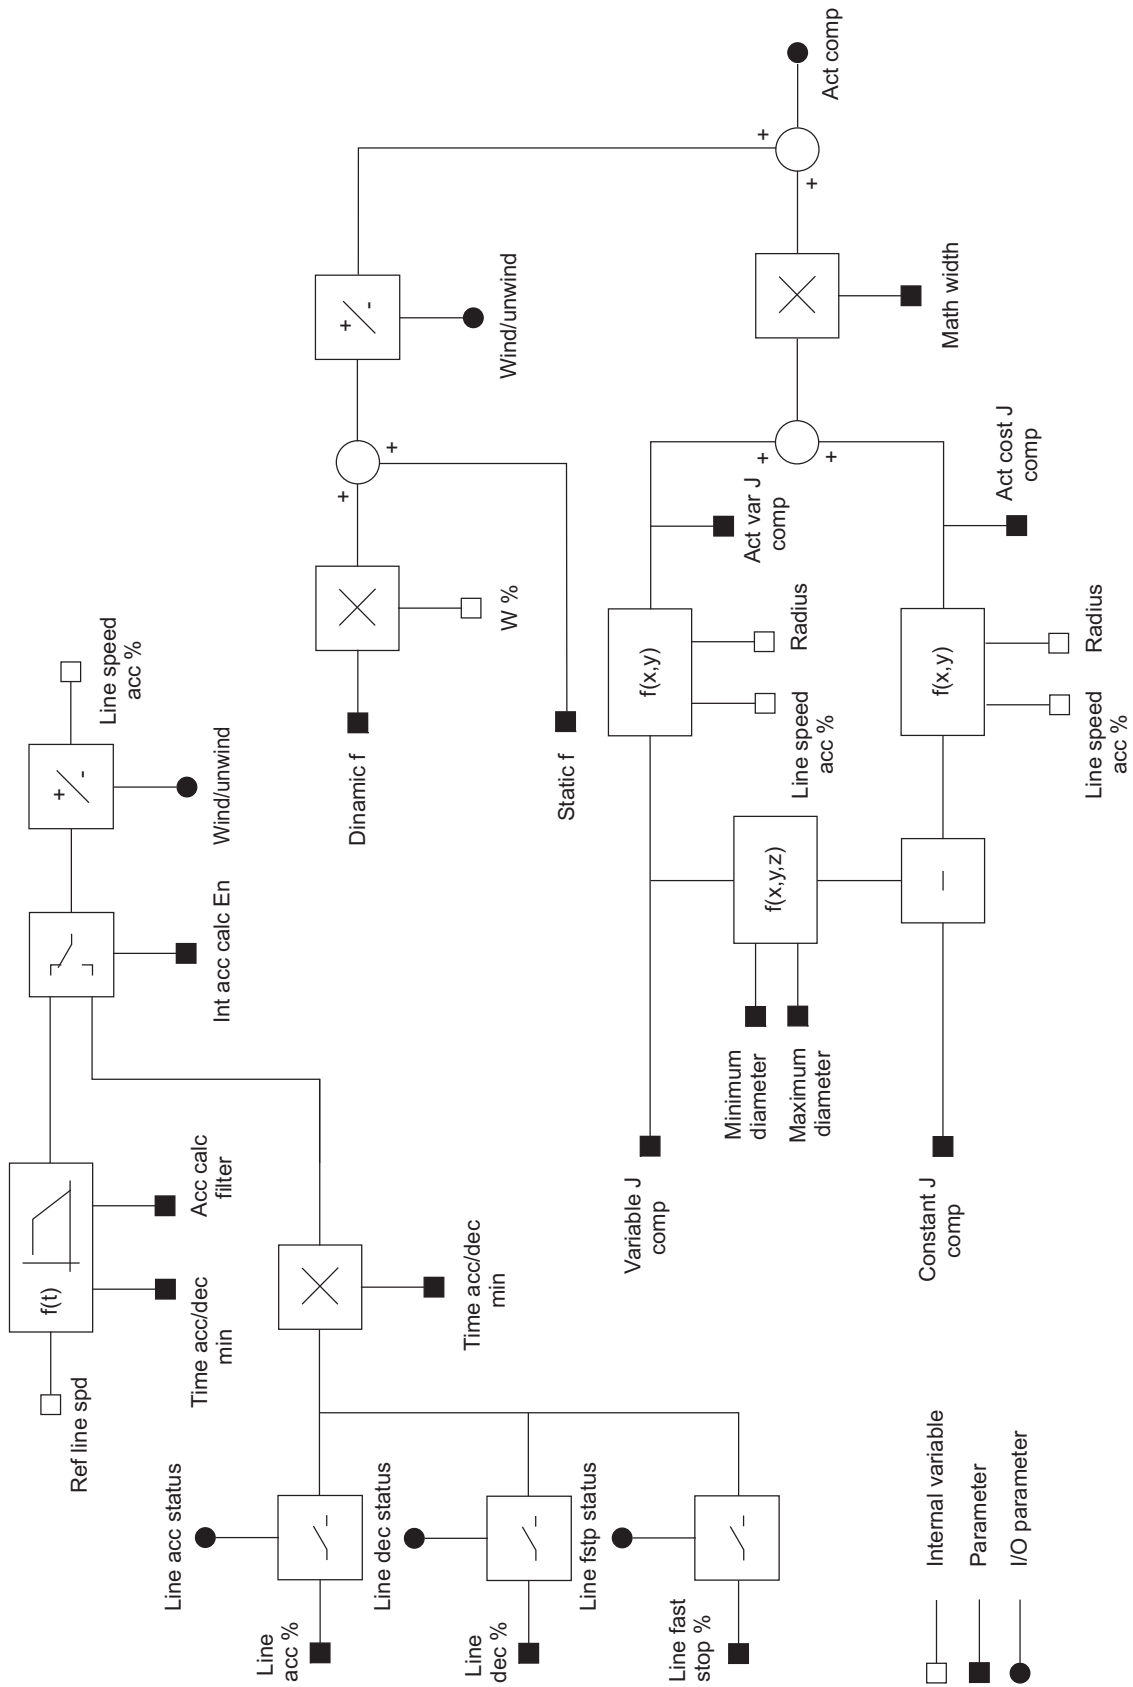 Ref line spd
f(t)
Time acc/dec
min
Acc calc
filter
Int acc calc En
+
-
Wind/unwind
Line speed
acc %
Line acc status
Line
acc %
Line dec status
Line
dec %
Line fstp status
Line fast
stop %
Time acc/dec
min
Dinamic f
W %
Static f
+
+
+
-
Wind/unwind
Variable J
comp
Minimum
diameter
Maximum
diameter
f(x,y,z)
Constant J
comp
f(x,y)
Line speed
acc %
Radius
Act var J
comp
f(x,y)
Line speed
acc %
Radius
Act cost J
comp
+
+
Math width
+
+
Act comp
Internal variable
Parameter
I/O parameter